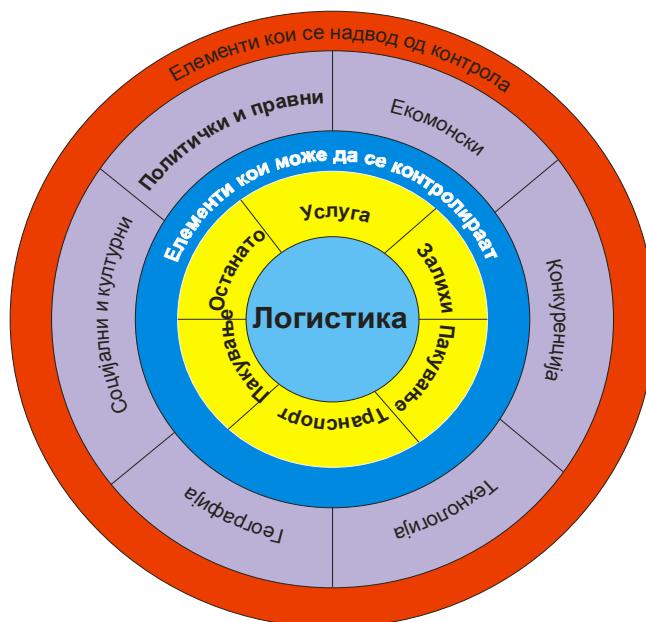 Елементи кои се надвод од контрола
Политички и правни
Екомонски
Конкуренција
Технологија
Географија
Социјални и културни
Елементи кои може да се контролираат
Услуга
Залихи
Пакување
Транспорт
Пакување
Останато
Логистика